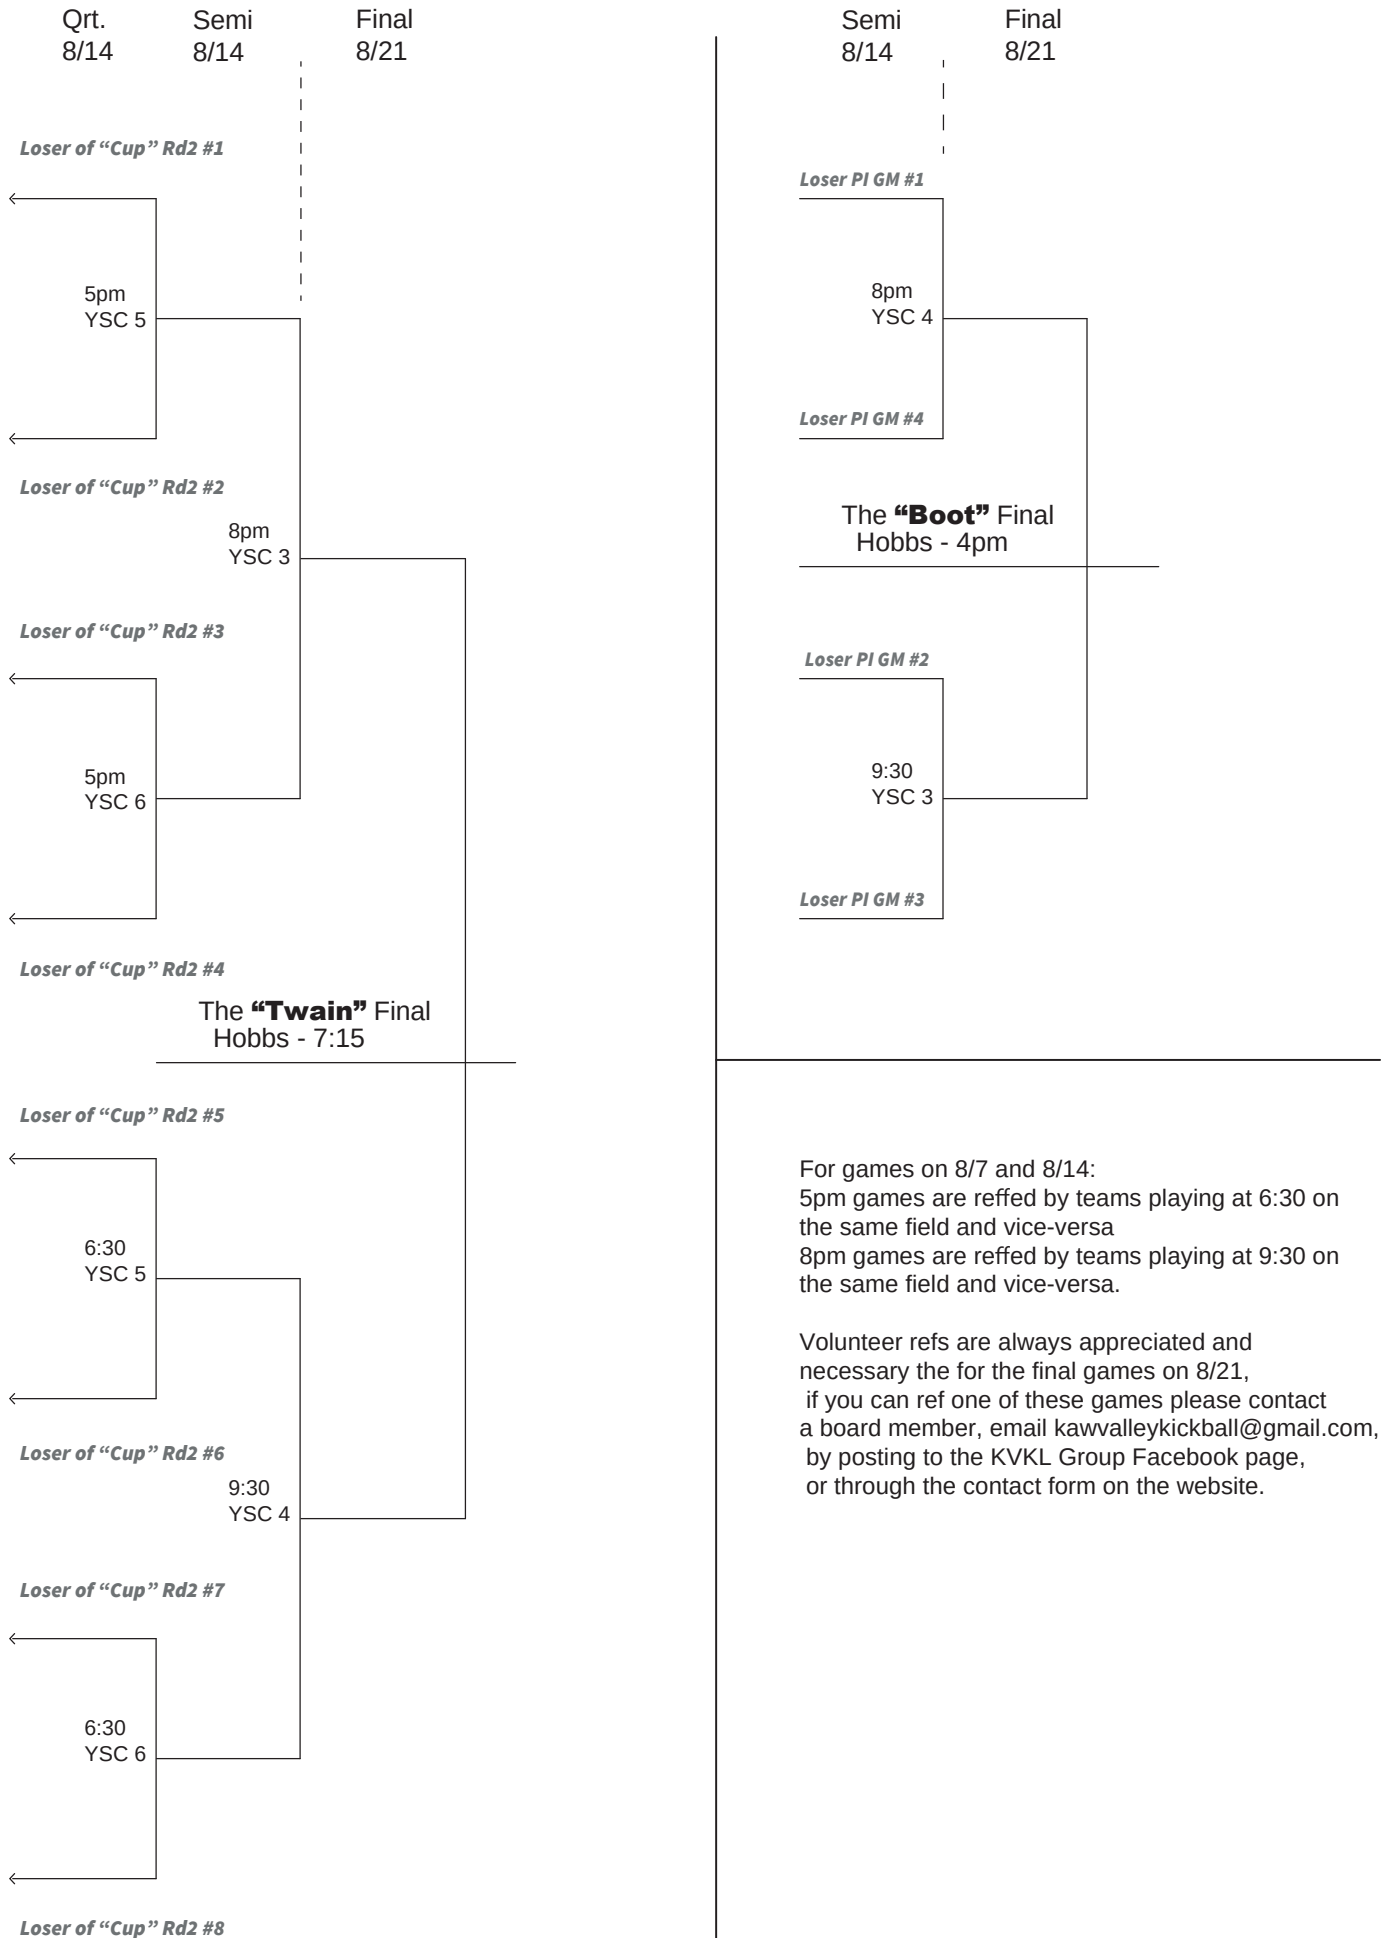 Qrt.
8/14
Semi
8/14
Final
8/21
Loser of “Cup” Rd2 #1
5pm
YSC 5
Loser of “Cup” Rd2 #2
8pm
YSC 3
Loser of “Cup” Rd2 #3
5pm
YSC 6
Loser of “Cup” Rd2 #4
The “Twain” Final
Hobbs - 7:15
Loser of “Cup” Rd2 #5
6:30
YSC 5
Loser of “Cup” Rd2 #6
9:30
YSC 4
Loser of “Cup” Rd2 #7
6:30
YSC 6
Loser of “Cup” Rd2 #8
Semi
8/14
Final
8/21
Loser PI GM #1
8pm
YSC 4
Loser PI GM #4
The “Boot” Final
Hobbs - 4pm
Loser PI GM #2
9:30
YSC 3
Loser PI GM #3
For games on 8/7 and 8/14:
5pm games are reffed by teams playing at 6:30 on
the same field and vice-versa
8pm games are reffed by teams playing at 9:30 on
the same field and vice-versa.
Volunteer refs are always appreciated and
necessary the for the final games on 8/21,
if you can ref one of these games please contact
a board member, email kawvalleykickball@gmail.com,
by posting to the KVKL Group Facebook page,
or through the contact form on the website.